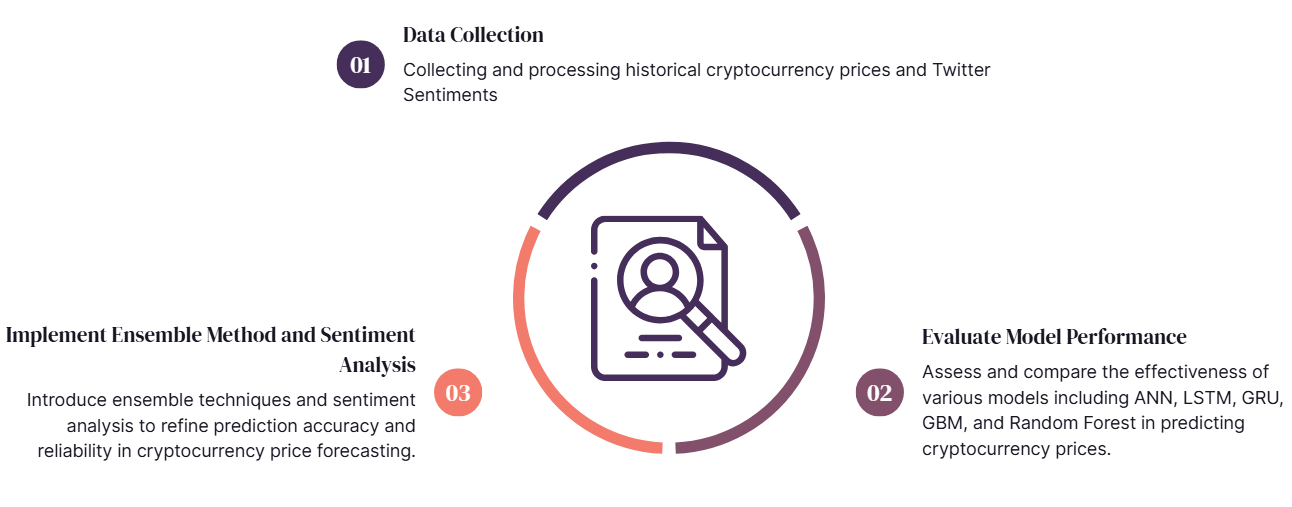 01
Data Collection
Collecting and processing historical cryptocurrency prices and Twitter
Sentiments
02
Evaluate Model Performance
Assess and compare the effectiveness of
various models including ANN, LSTM, GRU,
GBM, and Random Forest in predicting
cryptocurrency prices.
03
Implement Ensemble Method and Sentiment
Analysis
Introduce ensemble techniques and sentiment
analysis to refine prediction accuracy and
reliability in cryptocurrency price forecasting.